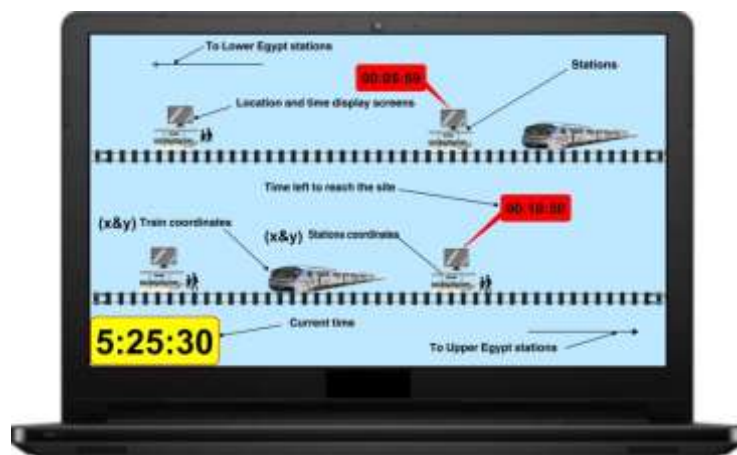 To Lower Egypt stations
00:05:50
Stations
Location and time display screens
Time left to reach the site
00:10:50
(x&y) Train coordinates
(x&y) Stations coordinates
5:25:30
Current time
To Upper Egypt stations